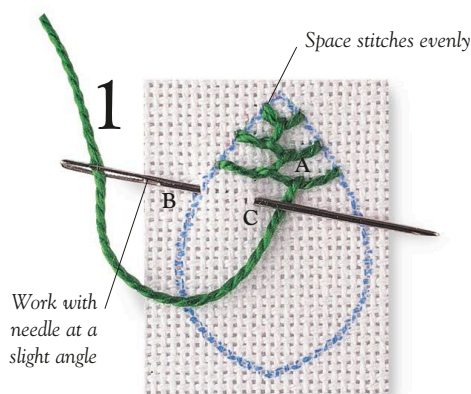 Space stitches evenly
1
A
B
C
Work with
needle at a
slight angle